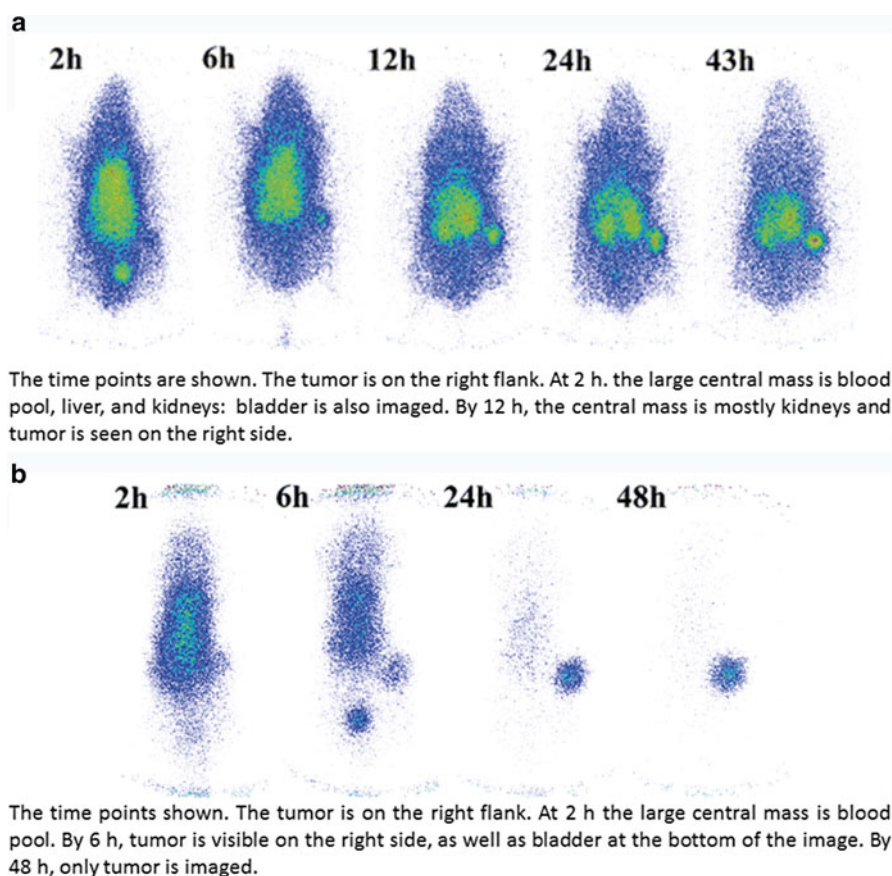 a
2h 6h 12h 24h 43h
The time points are shown. The tumor is on the right flank. At 2 h. the large central mass is blood
pool, liver, and kidneys: bladder is also imaged. By 12 h, the central mass is mostly kidneys and
tumor is seen on the right side.
b
2h 6h 24h 48h
The time points shown. The tumor is on the right flank. At 2 h the large central mass is blood
pool. By 6 h, tumor is visible on the right side, as well as bladder at the bottom of the image. By
48 h, only tumor is imaged.